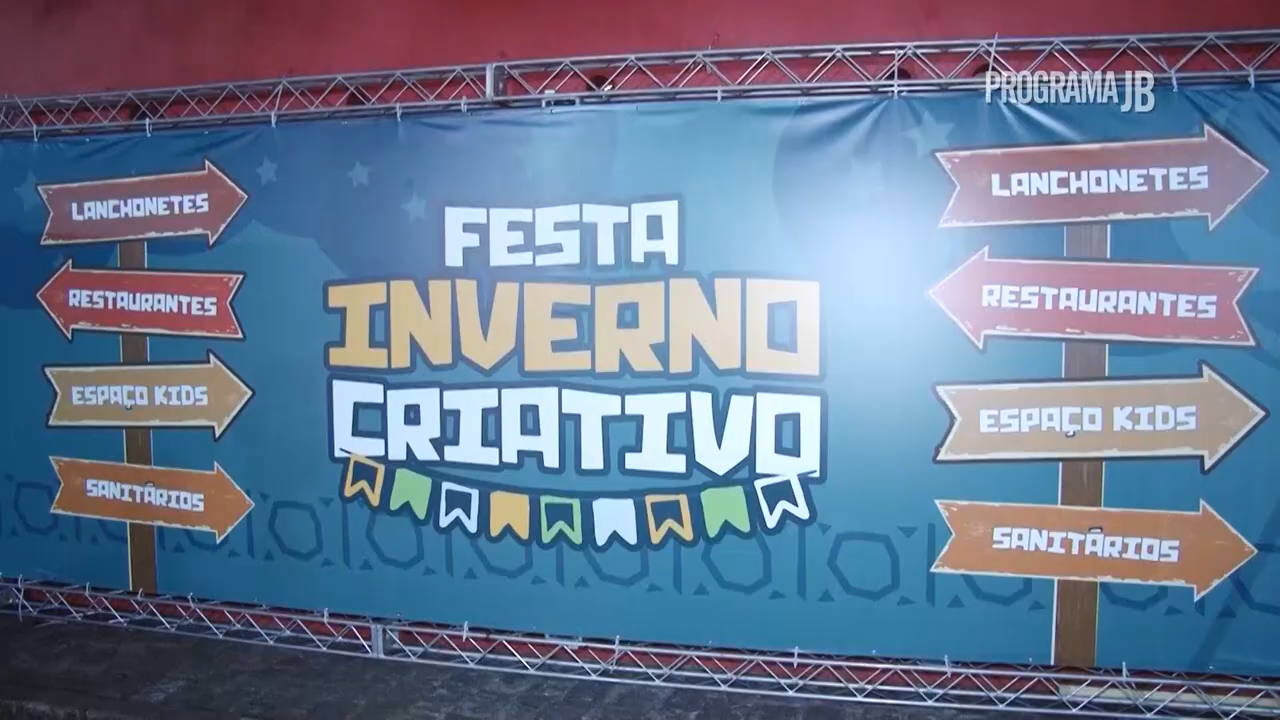 PROGRAMA JB
LANCHONETES
RESTAURANTES
ESPAÇO KIDS
SANITÁRIOS
FESTA
INVERNO
CRIATIVO
LANCHONETES
RESTAURANTES
ESPAÇO KIDS
SANITÁRIOS